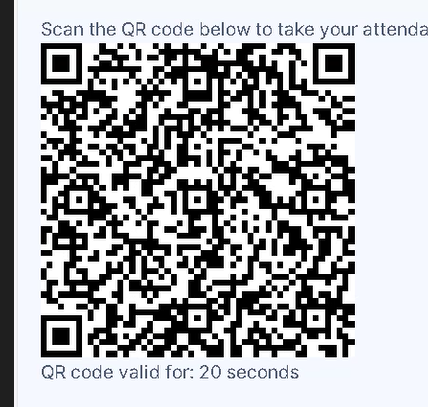 Scan the QR code below to take your attenda
QR code valid for: 20 seconds